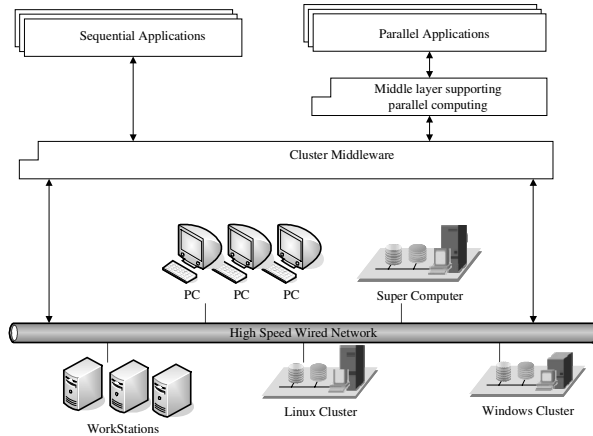 Sequential Applications
Parallel Applications
Middle layer supporting
parallel computing
Cluster Middleware
PC
PC
PC
Super Computer
High Speed Wired Network
WorkStations
Linux Cluster
Windows Cluster